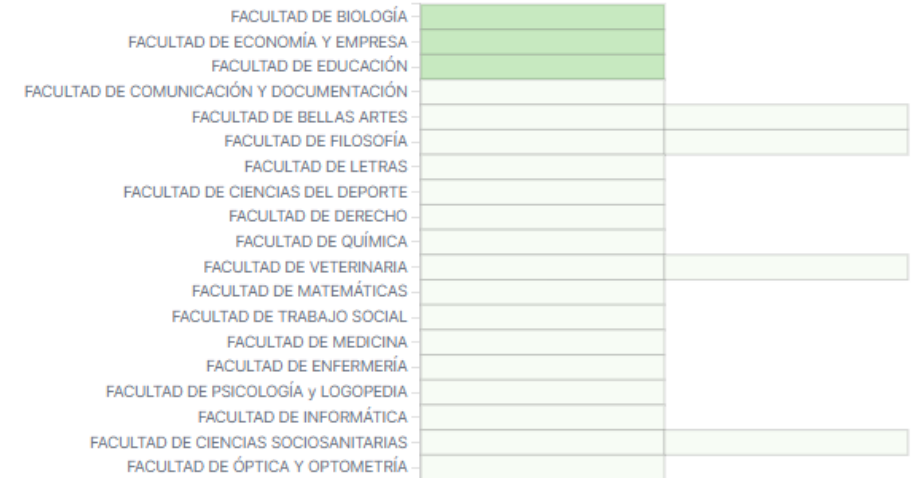 FACULTAD DE BIOLOGÍA
FACULTAD DE ECONOMÍA Y EMPRESA
FACULTAD DE EDUCACIÓN
FACULTAD DE COMUNICACIÓN Y DOCUMENTACIÓN
FACULTAD DE BELLAS ARTES
FACULTAD DE FILOSOFÍA
FACULTAD DE LETRAS
FACULTAD DE CIENCIAS DEL DEPORTE
FACULTAD DE DERECHO
FACULTAD DE QUÍMICA
FACULTAD DE VETERINARIA
FACULTAD DE MATEMÁTICAS
FACULTAD DE TRABAJO SOCIAL
FACULTAD DE MEDICINA
FACULTAD DE ENFERMERÍA
FACULTAD DE PSICOLOGÍA y LOGOPEDIA
FACULTAD DE INFORMÁTICA
FACULTAD DE CIENCIAS SOCIOSANITARIAS
FACULTAD DE ÓPTICA Y OPTOMETRÍA